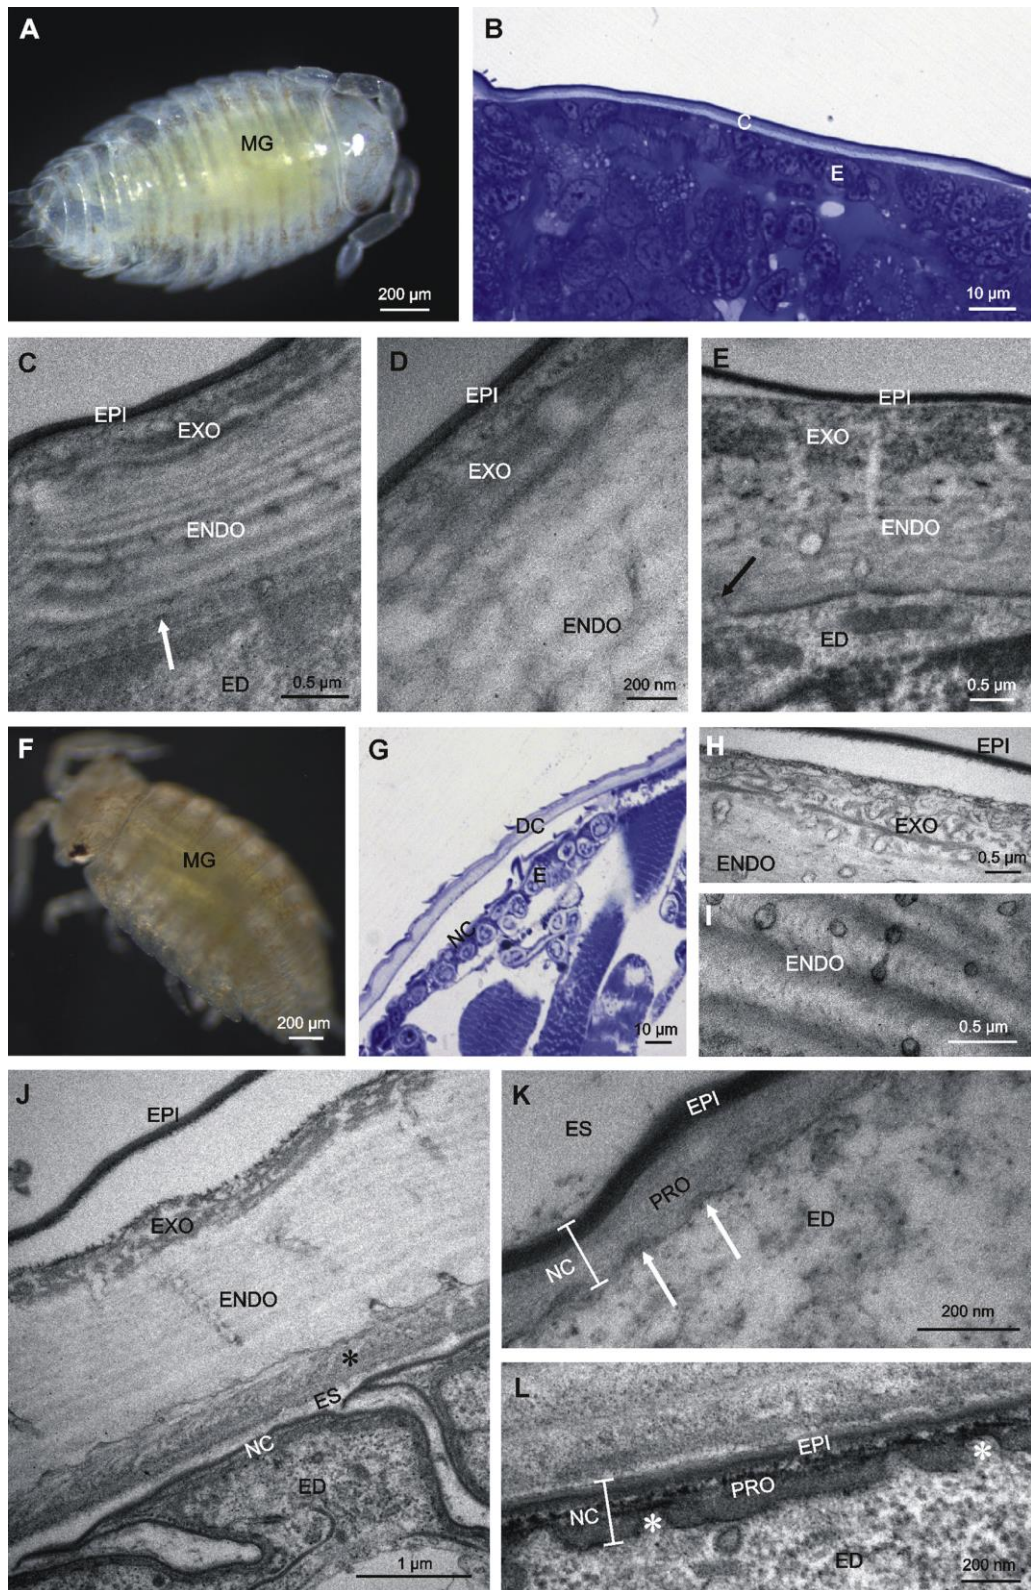 A
MG
200 µm
B
C
E
10 µm
C
EPI
EXO
ENDO
ED
0.5 µm
D
EPI
EXO
ENDO
200 nm
E
EPI
EXO
ENDO
ED
0.5 µm
F
MG
200 µm
G
DC
E
NC
10 µm
H
EPI
EXO
ENDO
0.5 µm
I
ENDO
0.5 µm
J
EPI
EXO
ENDO
*
ES
NC
ED
1 µm
K
ES
EPI
PRO
ED
NC
200 nm
L
EPI
*
PRO
NC
*
ED
200 nm